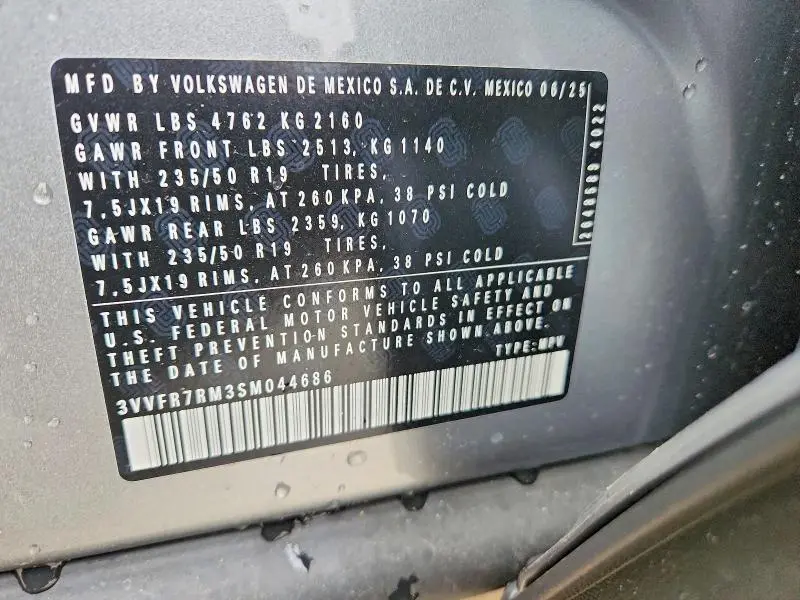 MFD BY VOLKSWAGEN DE MEXICO S.A. DE C.V. MEXICO 06/25
GVWR LBS 4762 KG2160
GAWR FRONT LBS 2513, KG1140
WITH 235/50 R19 TIRES,
7,5JX19 RIMS, AT 260 KPA, 38 PSI COLD
GAWR REAR LBS 2359, KG 1070
WITH 235/50 R19 TIRES,
7,5JX19 RIMS, AT 260 KPA, 38 PSI COLD
THIS VEHICLE CONFORMS TO ALL APPLICABLE
U.S. FEDERAL MOTOR VEHICLE SAFETY AND
THEFT PREVENTION STANDARDS IN EFFECT ON
THE DATE OF MANUFACTURE SHOWN ABOVE.
TYPE:MPV
3VVFR7RM3SM044686
4022